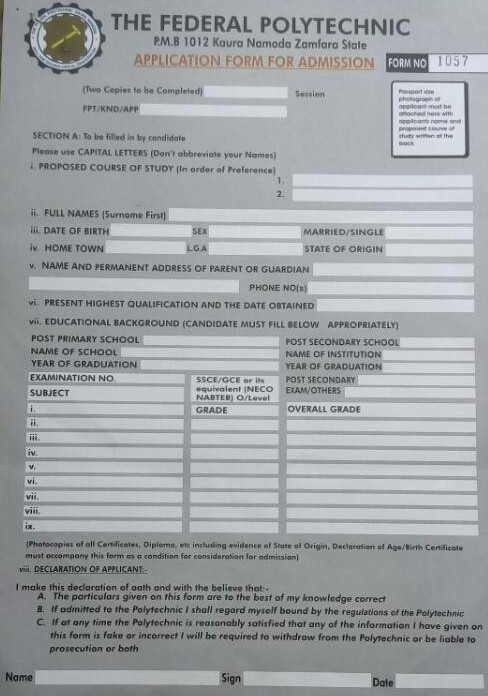 THE FEDERAL POLYTECHNIC
P.M.B 1012 Kaura Namoda Zamfara State
APPLICATION FORM FOR ADMISSION
FORM NO 1057
(Two Copies to be Completed) Session
FPT/KND/APP
Passport size
photograph of
applicant must be
attached here with
applicants name and
proposed course of
study written at the
back
SECTION A: To be filled in by candidate
Please use CAPITAL LETTERS (Don't abbreviate your Names)
i. PROPOSED COURSE OF STUDY (In order of Preference)
1.
2.
ii. FULL NAMES (Surname First)
iii. DATE OF BIRTH SEX MARRIED/SINGLE
iv. HOME TOWN L.G.A STATE OF ORIGIN
v. NAME AND PERMANENT ADDRESS OF PARENT OR GUARDIAN
PHONE NO(s)
vi. PRESENT HIGHEST QUALIFICATION AND THE DATE OBTAINED
vii. EDUCATIONAL BACKGROUND (CANDIDATE MUST FILL BELOW APPROPRIATELY)
POST PRIMARY SCHOOL POST SECONDARY SCHOOL
NAME OF SCHOOL NAME OF INSTITUTION
YEAR OF GRADUATION YEAR OF GRADUATION
EXAMINATION NO. SSCE/GCE or its POST SECONDARY
SUBJECT equivalent (NECO EXAM/OTHERS
NABTEB) O/Level
i. GRADE OVERALL GRADE
ii.
iii.
iv.
v.
vi.
vii.
viii.
ix.
(Photocopies of all Certificates, Diploma, etc including evidence of State of Origin, Declaration of Age/Birth Certificate
must accompany this form as a condition for consideration for admission)
viii. DECLARATION OF APPLICANT:-
I make this declaration of oath and with the believe that:-
A. The particulars given on this form are to the best of my knowledge correct
B. If admitted to the Polytechnic I shall regard myself bound by the regulations of the Polytechnic
C. If at any time the Polytechnic is reasonably satisfied that any of the information I have given on
this form is fake or incorrect I will be required to withdraw from the Polytechnic or be liable to
prosecution or both
Name Sign Date